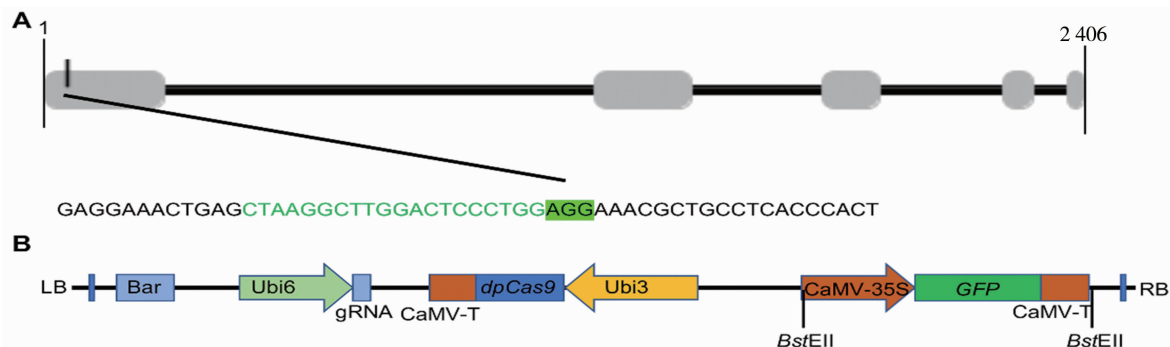 A
1
2 406
GAGGAAACTGAGCTAAGGCTTGGACTCCCTGGAGGAAACGCTGCCTCACCCACT
B
LB Bar Ubi6 dpCas9 Ubi3 CaMV-35S GFP RB
gRNA CaMV-T CaMV-T
BstEII BstEII